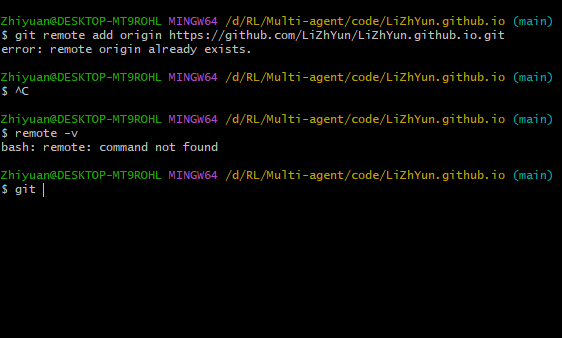 Zhiyuan@DESKTOP-MT9ROHL MINGW64 /d/RL/Multi-agent/code/LiZhYun.github.io (main)
$ git remote add origin https://github.com/LiZhYun/LiZhYun.github.io.git
error: remote origin already exists.
Zhiyuan@DESKTOP-MT9ROHL MINGW64 /d/RL/Multi-agent/code/LiZhYun.github.io (main)
$ ^C
Zhiyuan@DESKTOP-MT9ROHL MINGW64 /d/RL/Multi-agent/code/LiZhYun.github.io (main)
$ remote -v
bash: remote: command not found
Zhiyuan@DESKTOP-MT9ROHL MINGW64 /d/RL/Multi-agent/code/LiZhYun.github.io (main)
$ git